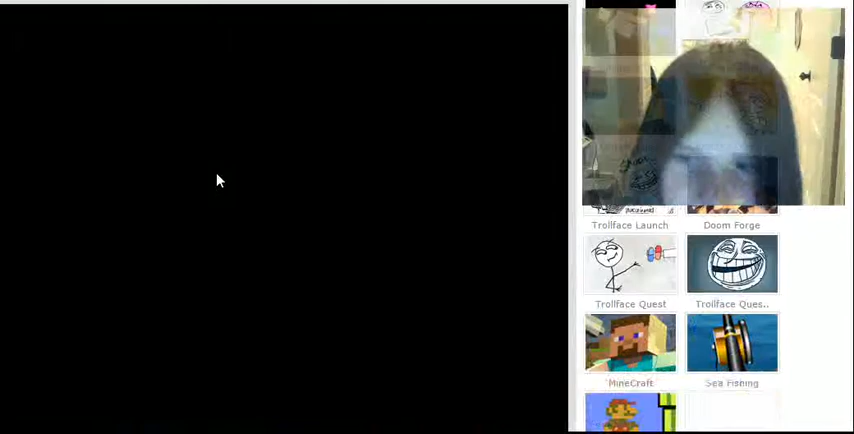 Trollface Launch
Doom Forge
Trollface Quest
Trollface Ques..
MineCraft
Sea Fishing